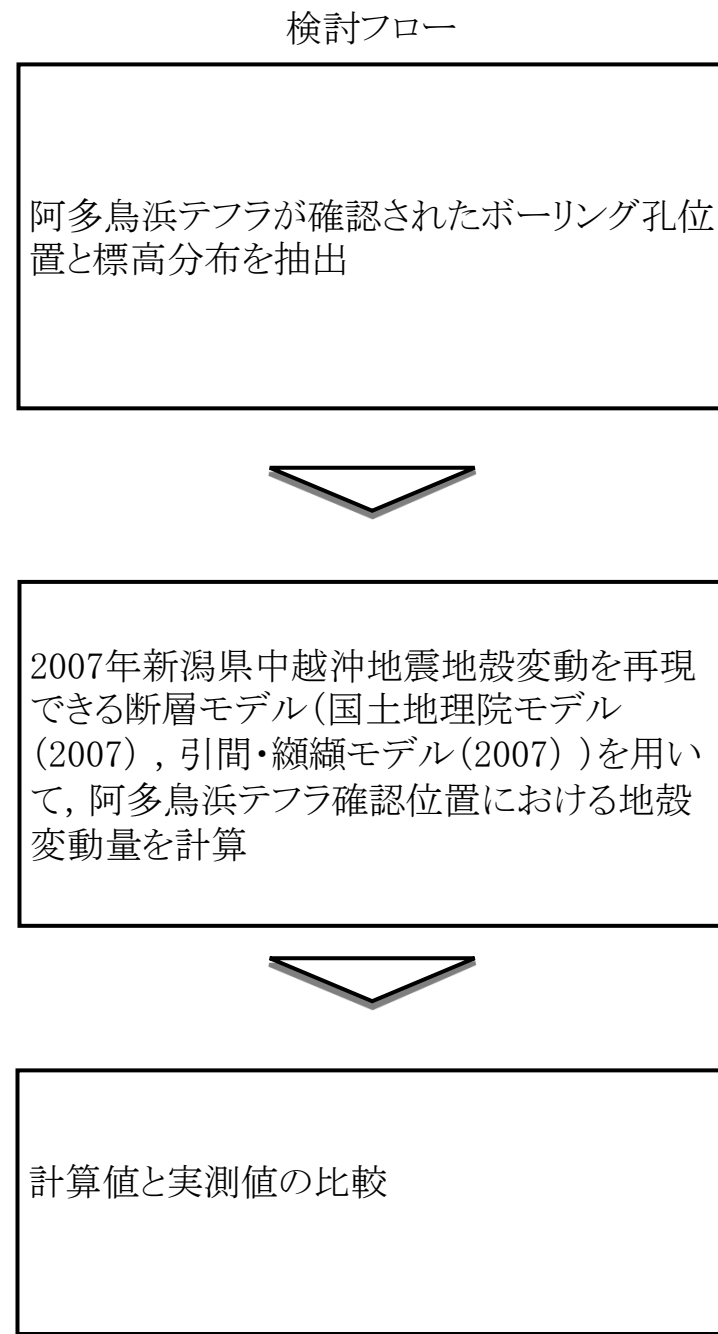 検討フロー
阿多鳥浜テフラが確認されたボーリング孔位
置と標高分布を抽出
2007年新潟県中越沖地震地殻変動を再現
できる断層モデル（国土地理院モデル
（2007），引間・纐纈モデル（2007））を用い
て，阿多鳥浜テフラ確認位置における地殻
変動量を計算
計算値と実測値の比較